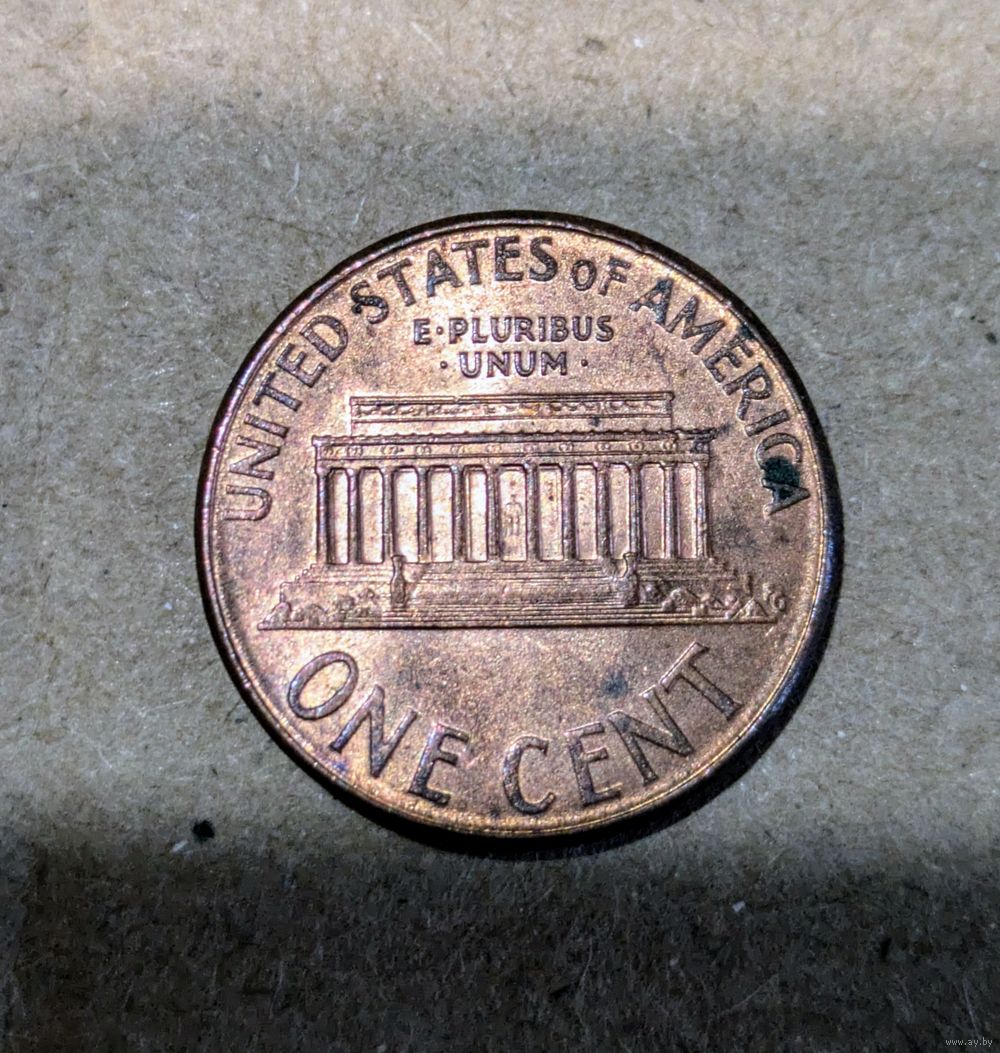 UNITED STATES OF AMERICA
E·PLURIBUS
·UNUM·
ONE CENT
www.ay.by